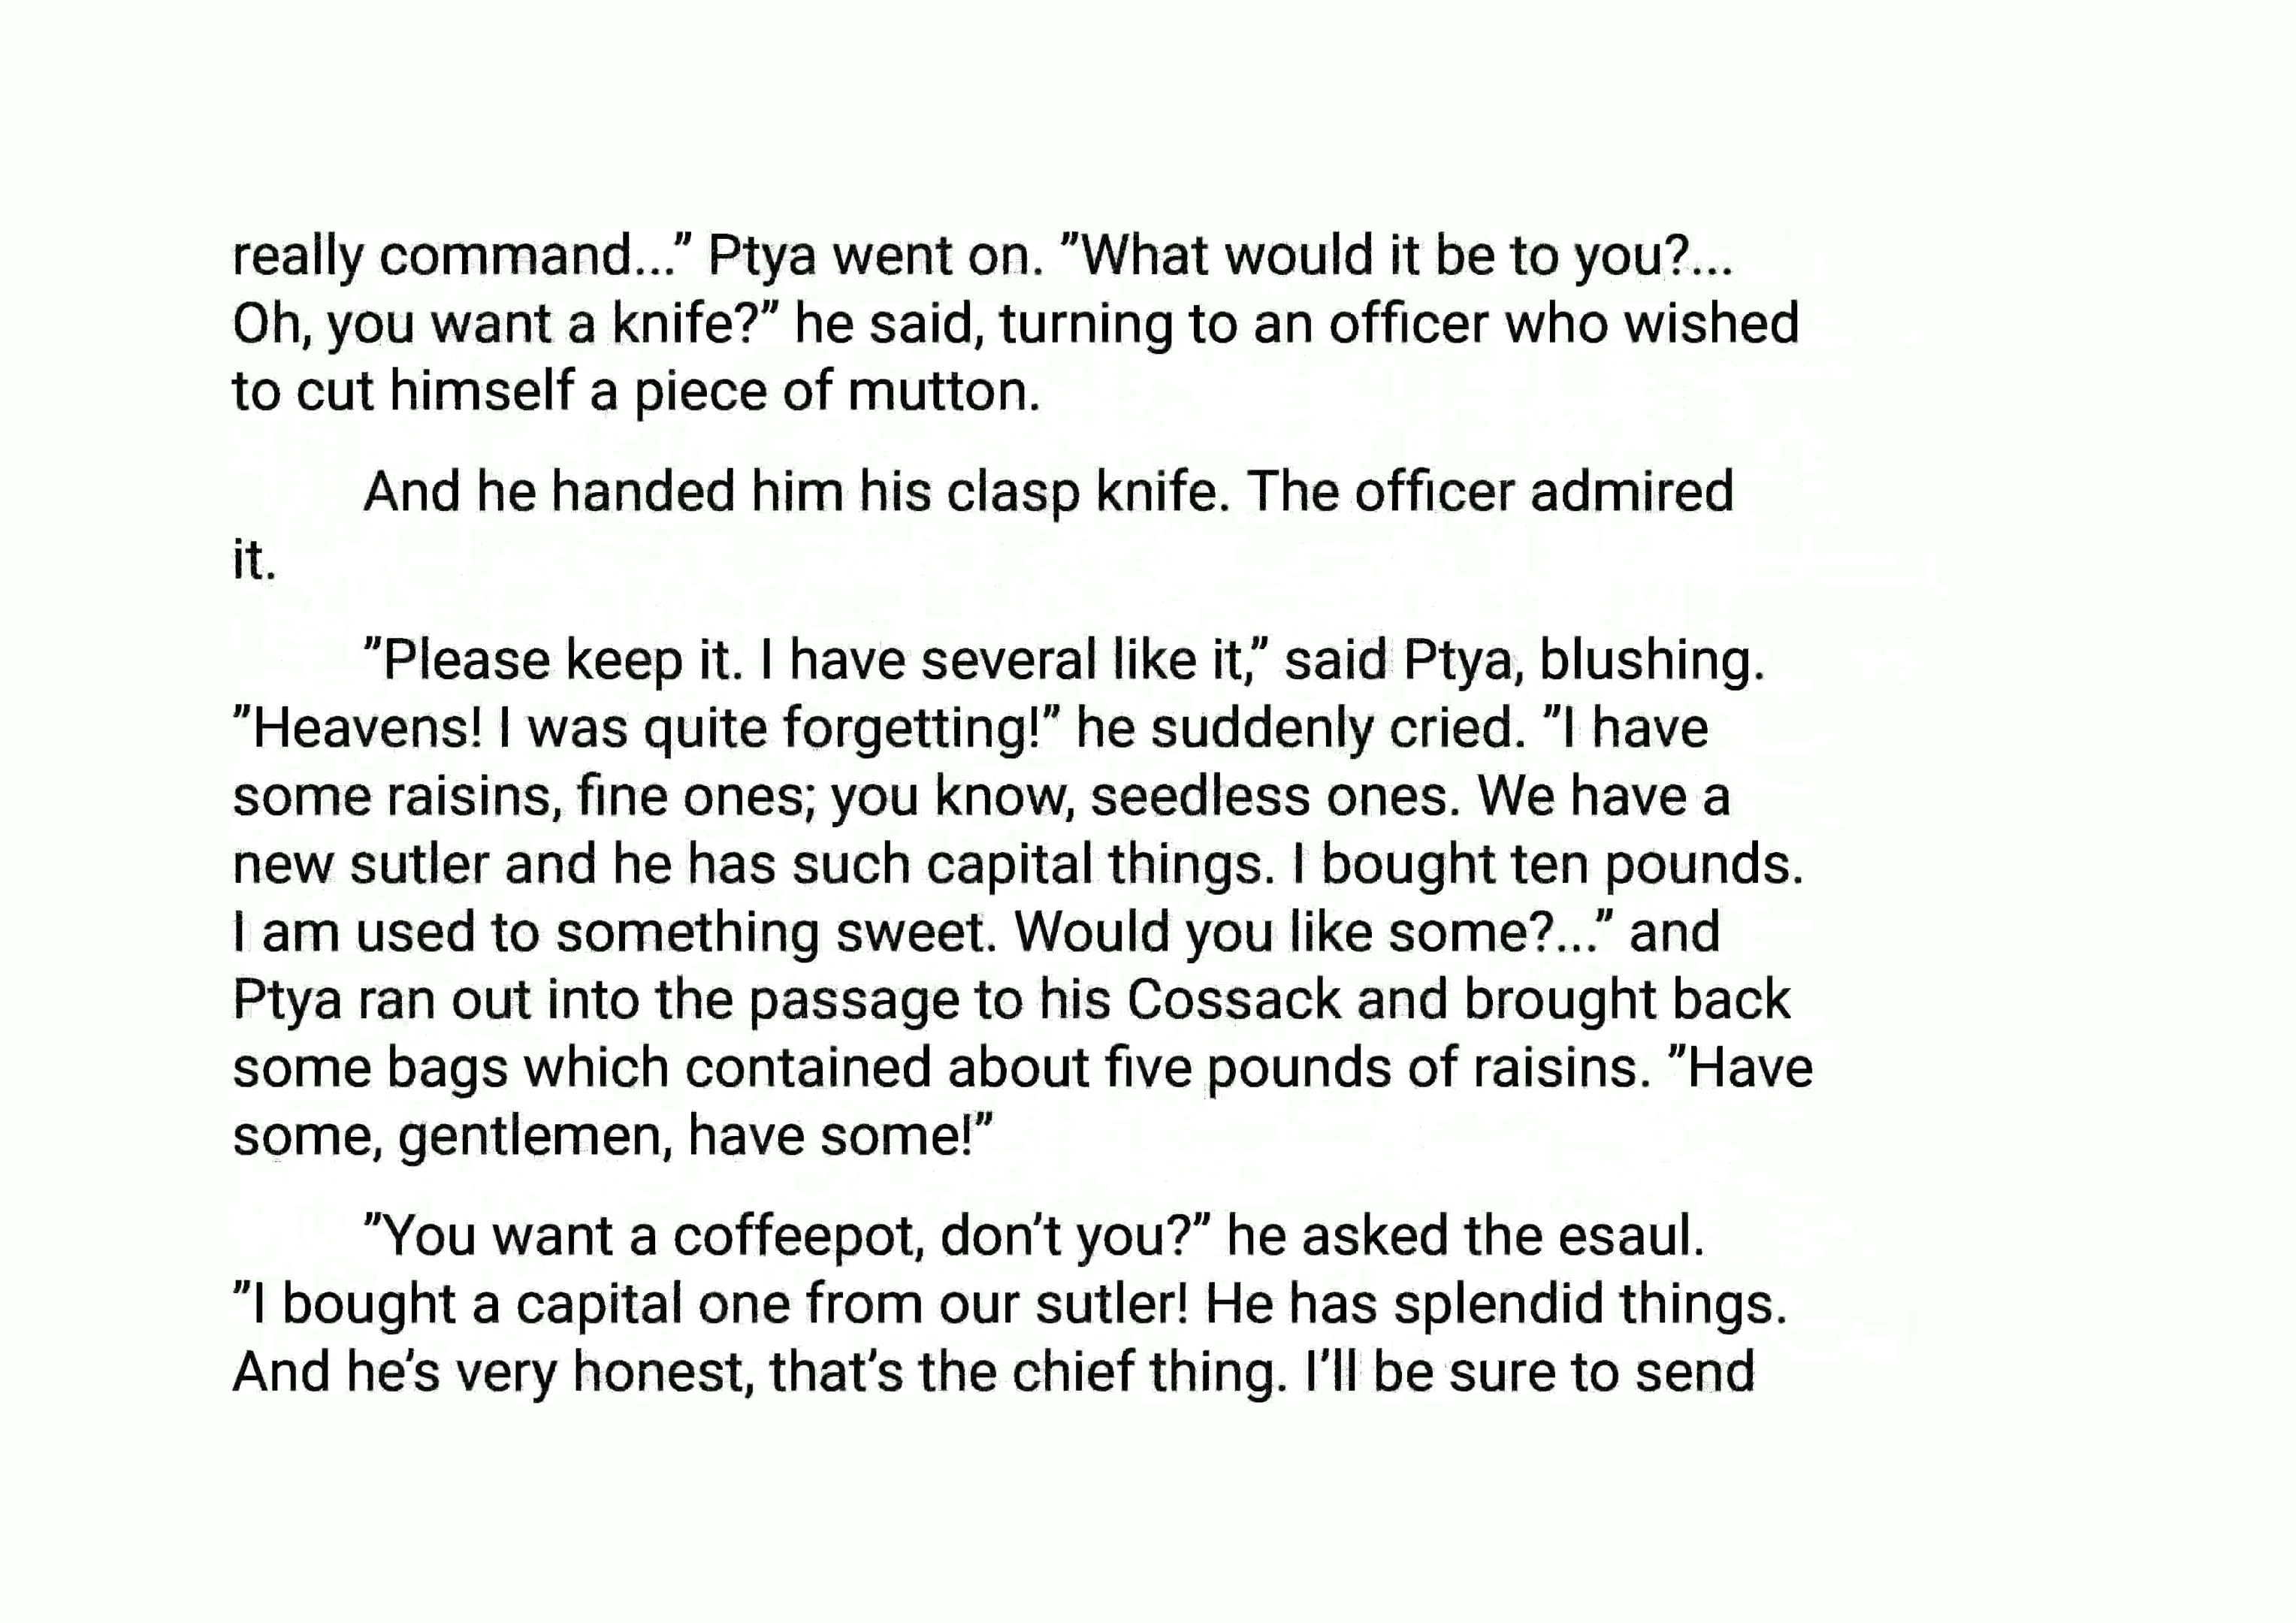 really command...” Ptya went on. ”What would it be to you?...
Oh, you want a knife?” he said, turning to an officer who wished
to cut himself a piece of mutton.
And he handed him his clasp knife. The officer admired
it.
”Please keep it. I have several like it,” said Ptya, blushing.
”Heavens! I was quite forgetting!” he suddenly cried. ”I have
some raisins, fine ones; you know, seedless ones. We have a
new sutler and he has such capital things. I bought ten pounds.
I am used to something sweet. Would you like some?...” and
Ptya ran out into the passage to his Cossack and brought back
some bags which contained about five pounds of raisins. ”Have
some, gentlemen, have some!”
”You want a coffeepot, don’t you?” he asked the esaul.
”I bought a capital one from our sutler! He has splendid things.
And he’s very honest, that’s the chief thing. I’ll be sure to send